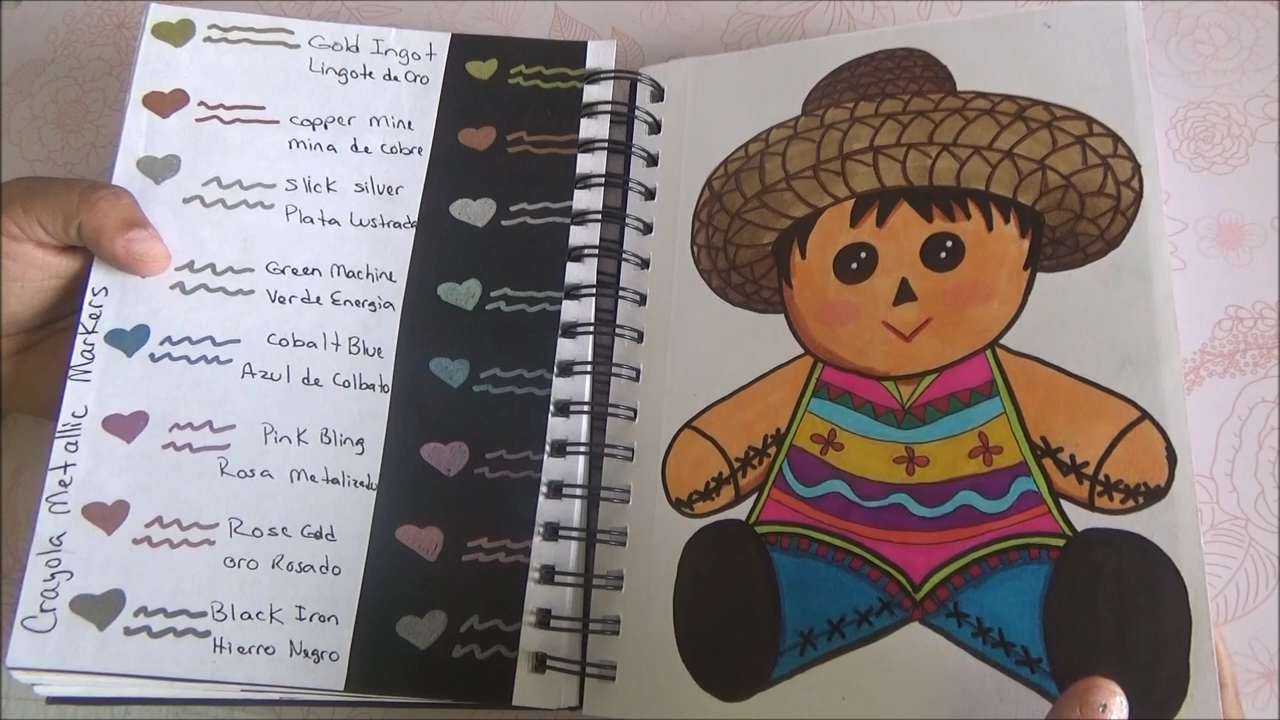 Gold Ingot
Lingote de Oro
copper mine
mina de cobre
slick silver
Plata lustrada
Green Machine
Verde Energia
Cobalt Blue
Azul de Colbato
Pink Bling
Rosa Metalizado
Rose Gold
oro Rosado
Black Iron
Hierro Negro
Crayola Metallic Markers